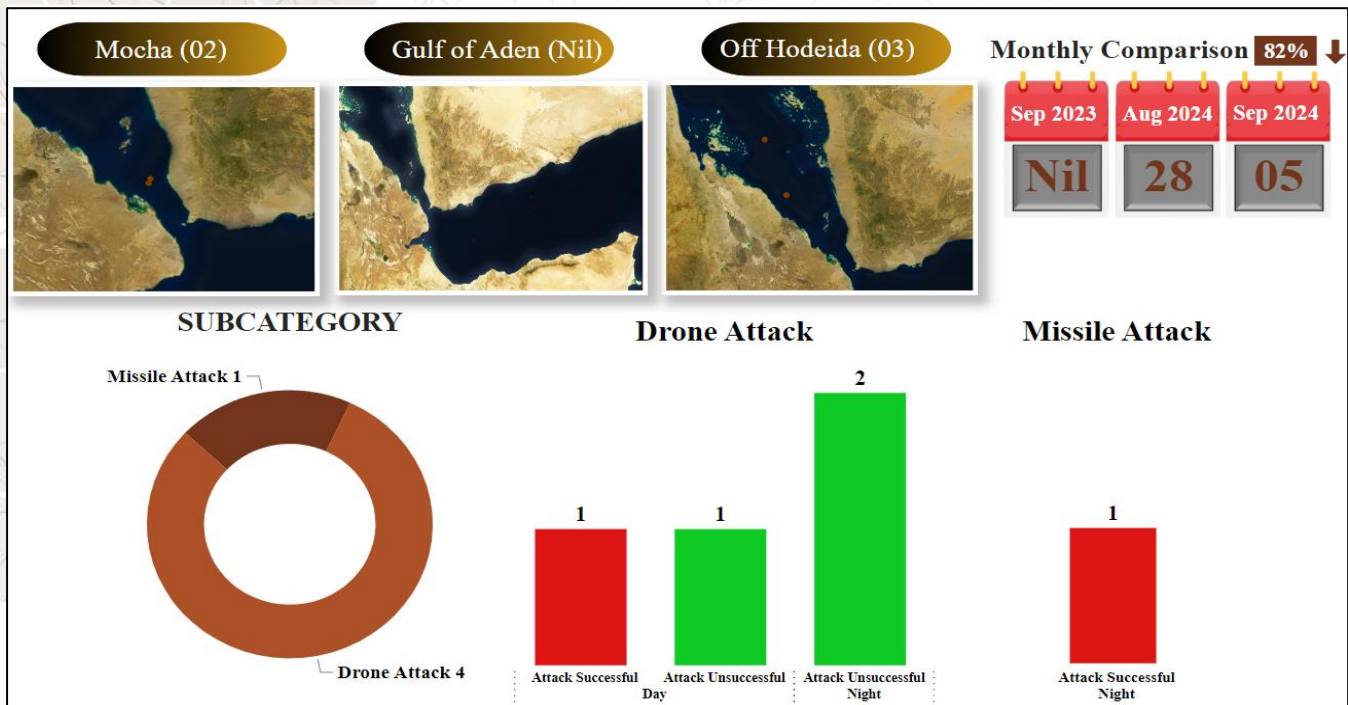 Mocha (02)
Gulf of Aden (Nil)
Off Hodeida (03)
Monthly Comparison 82%
Sep 2023
Aug 2024
Sep 2024
Nil
28
05
SUBCATEGORY
Missile Attack 1
Drone Attack 4
Drone Attack
1
1
2
Attack Successful
Attack Unsuccessful
Attack Unsuccessful
Day
Night
Missile Attack
1
Attack Successful
Night